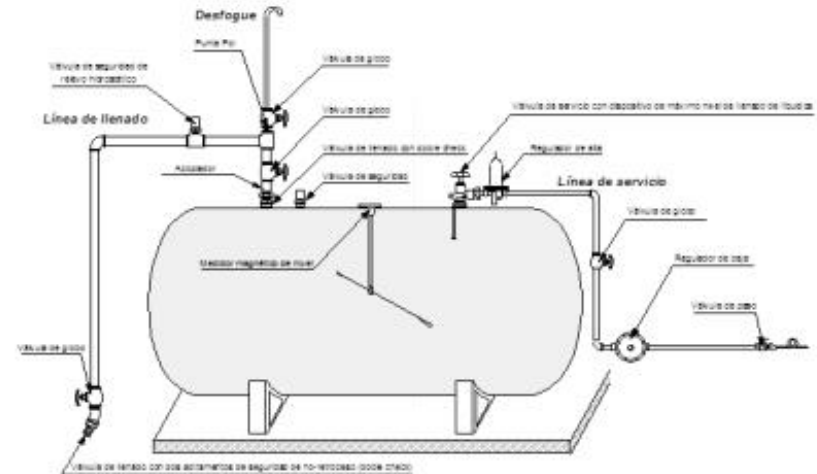 Desfogue
Punta Pol
Válvula de globo
Válvula de seguridad de
relevo hidrostático
Válvula de globo
Válvula de servicio con dispositivo de máximo nivel de llenado de líquidos
Línea de llenado
Válvula de llenado con doble check
Regulador de alta
Acoplador
Válvula de seguridad
Línea de servicio
Válvula de globo
Medidor magnético de nivel
Regulador de baja
Válvula de paso
Válvula de globo
Válvula de llenado con dos aditamentos de seguridad de no-retroceso (doble check)